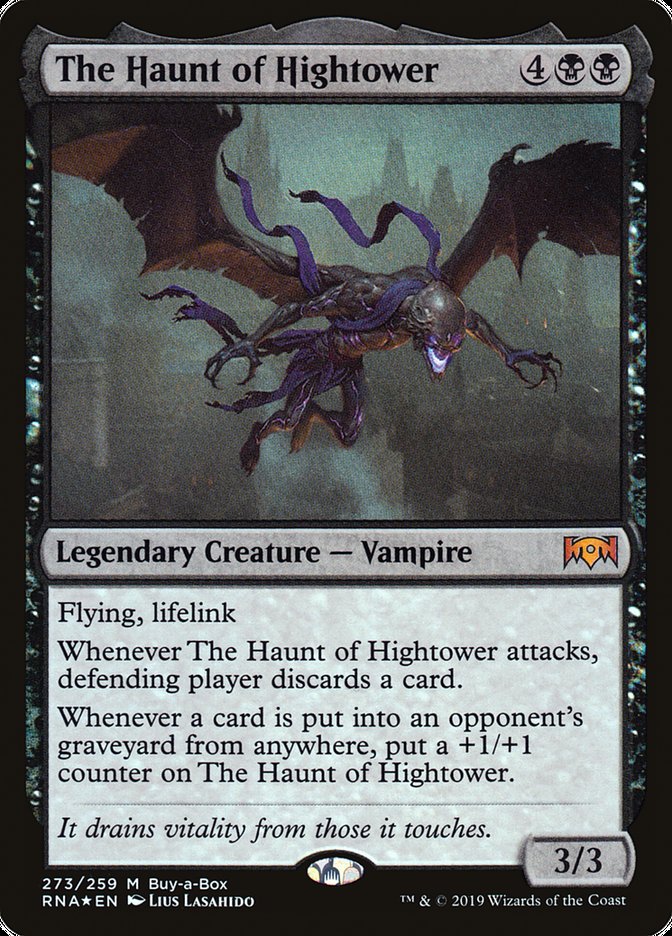 The Haunt of Hightower 4
Legendary Creature — Vampire
Flying, lifelink
Whenever The Haunt of Hightower attacks,
defending player discards a card.
Whenever a card is put into an opponent's
graveyard from anywhere, put a +1/+1
counter on The Haunt of Hightower.
It drains vitality from those it touches.
3/3
273/259 M Buy-a-Box
RNA★EN Lius Lasahido
™ & © 2019 Wizards of the Coast